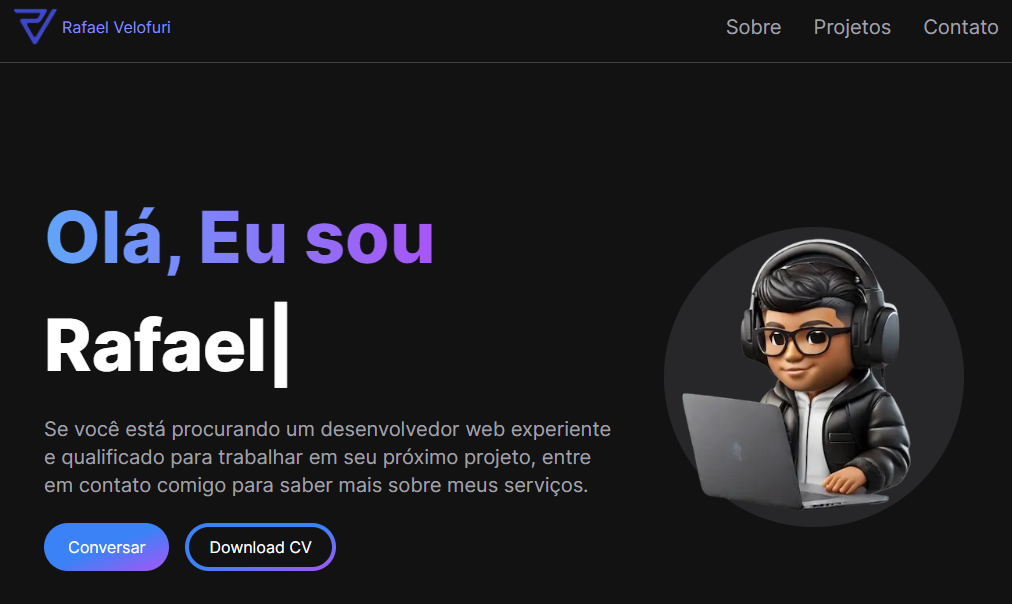 Rafael Velofuri
Sobre
Projetos
Contato
Olá, Eu sou
Rafael
Se você está procurando um desenvolvedor web experiente
e qualificado para trabalhar em seu próximo projeto, entre
em contato comigo para saber mais sobre meus serviços.
Conversar
Download CV